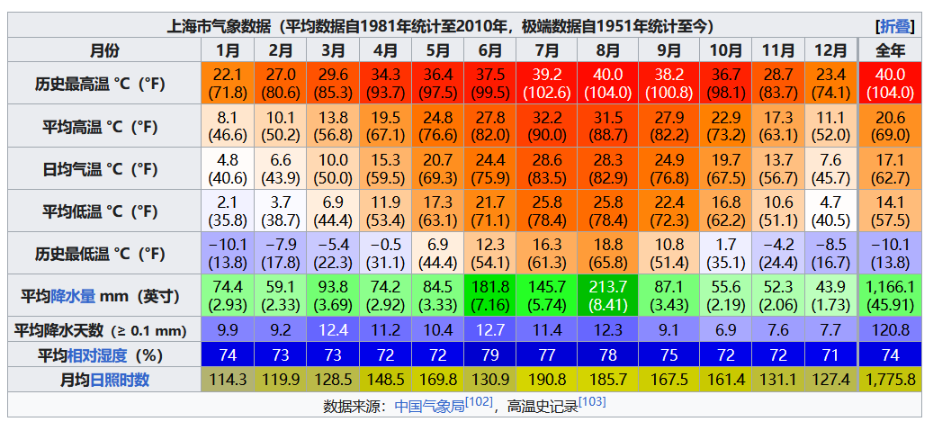 上海市气象数据（平均数据自1981年统计至2010年，极端数据自1951年统计至今） [折叠]
月份 1月 2月 3月 4月 5月 6月 7月 8月 9月 10月 11月 12月 全年
历史最高温 °C（°F） 22.1 27.0 29.6 34.3 36.4 37.5 39.2 40.0 38.2 36.7 28.7 23.4 40.0
(71.8) (80.6) (85.3) (93.7) (97.5) (99.5) (102.6) (104.0) (100.8) (98.1) (83.7) (74.1) (104.0)
平均高温 °C（°F） 8.1 10.1 13.8 19.5 24.8 27.8 32.2 31.5 27.9 22.9 17.3 11.1 20.6
(46.6) (50.2) (56.8) (67.1) (76.6) (82.0) (90.0) (88.7) (82.2) (73.2) (63.1) (52.0) (69.0)
日均气温 °C（°F） 4.8 6.6 10.0 15.3 20.7 24.4 28.6 28.3 24.9 19.7 13.7 7.6 17.1
(40.6) (43.9) (50.0) (59.5) (69.3) (75.9) (83.5) (82.9) (76.8) (67.5) (56.7) (45.7) (62.7)
平均低温 °C（°F） 2.1 3.7 6.9 11.9 17.3 21.7 25.8 25.8 22.4 16.8 10.6 4.7 14.1
(35.8) (38.7) (44.4) (53.4) (63.1) (71.1) (78.4) (78.4) (72.3) (62.2) (51.1) (40.5) (57.5)
历史最低温 °C（°F） −10.1 −7.9 −5.4 −0.5 6.9 12.3 16.3 18.8 10.8 1.7 −4.2 −8.5 −10.1
(13.8) (17.8) (22.3) (31.1) (44.4) (54.1) (61.3) (65.8) (51.4) (35.1) (24.4) (16.7) (13.8)
平均降水量 mm（英寸） 74.4 59.1 93.8 74.2 84.5 181.8 145.7 213.7 87.1 55.6 52.3 43.9 1,166.1
(2.93) (2.33) (3.69) (2.92) (3.33) (7.16) (5.74) (8.41) (3.43) (2.19) (2.06) (1.73) (45.91)
平均降水天数（≥ 0.1 mm） 9.9 9.2 12.4 11.2 10.4 12.7 11.4 12.3 9.1 6.9 7.6 7.7 120.8
平均相对湿度（%） 74 73 73 72 72 79 77 78 75 72 72 71 74
月均日照时数 114.3 119.9 128.5 148.5 169.8 130.9 190.8 185.7 167.5 161.4 131.1 127.4 1,775.8
数据来源：中国气象局[102]，高温史记录[103]